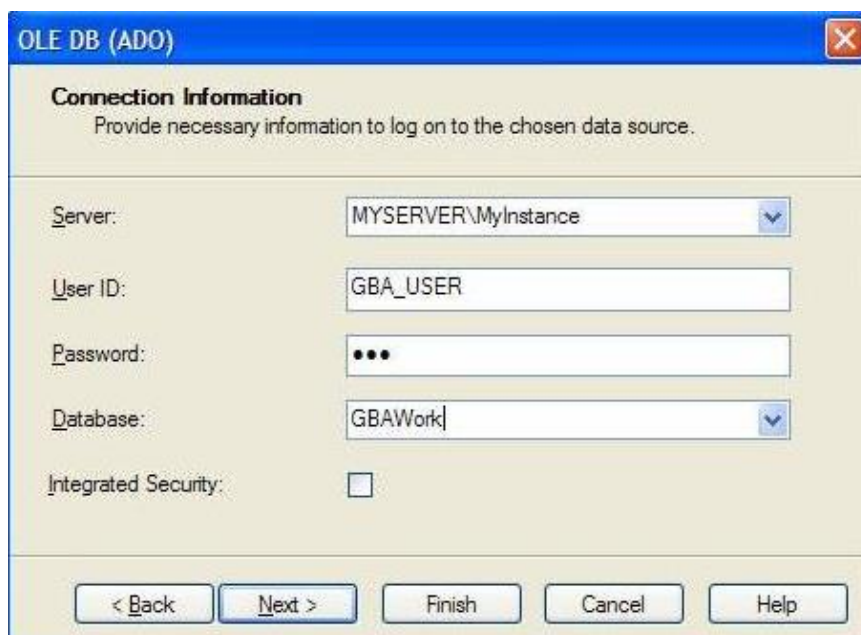 OLE DB (ADO)
Connection Information
Provide necessary information to log on to the chosen data source.
Server: MYSERVER\MyInstance
User ID: GBA_USER
Password: •••
Database: GBAWork
Integrated Security:
< Back Next > Finish Cancel Help